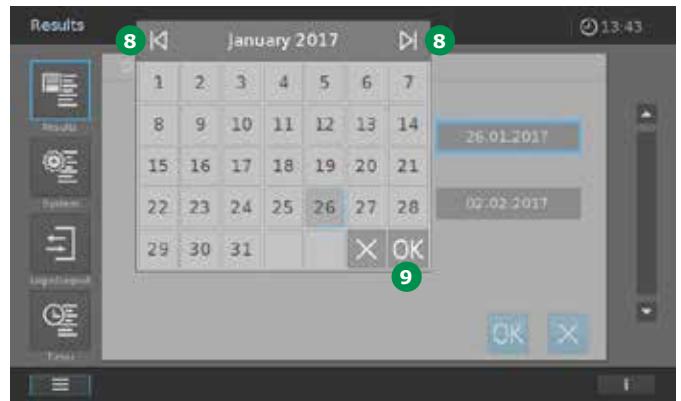 Results
13:43
8 January 2017 8
1 2 3 4 5 6 7
8 9 10 11 12 13 14
15 16 17 18 19 20 21
22 23 24 25 26 27 28
29 30 31 OK
9
26.01.2017
02.02.2017
Results
System
Login/Logout
Timer
OK
i